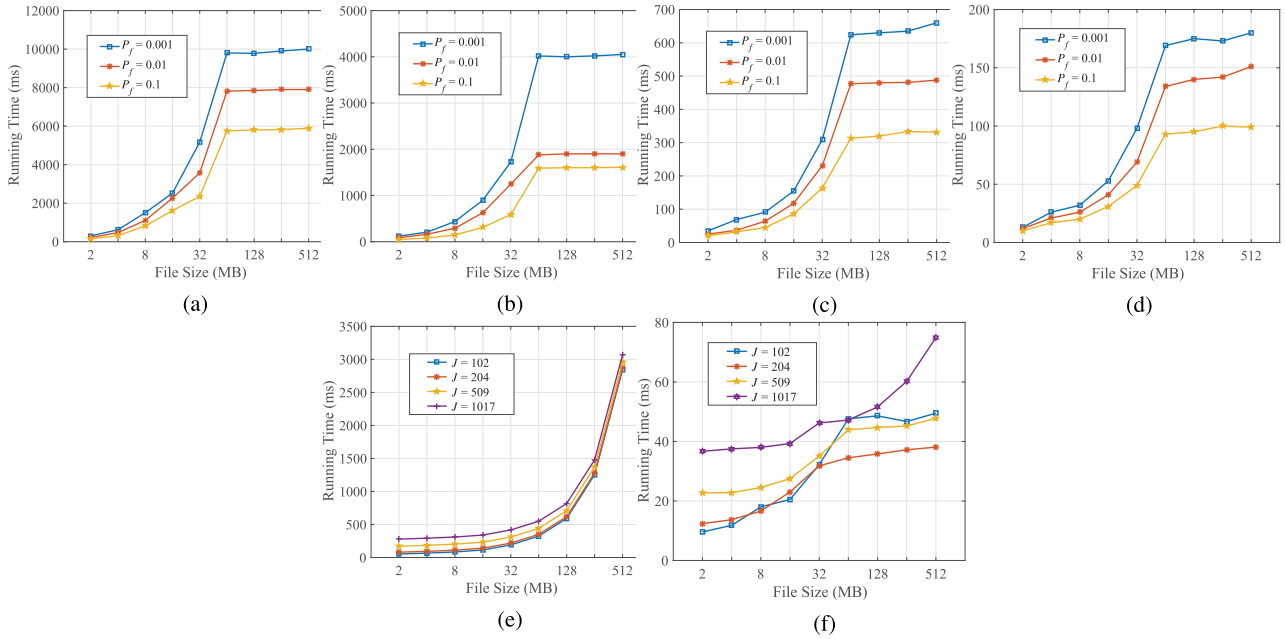 12000
10000
8000
6000
4000
2000
0
Running Time (ms)
P_f = 0.001
P_f = 0.01
P_f = 0.1
2 8 32 128 512
File Size (MB)
(a)
5000
4000
3000
2000
1000
0
Running Time (ms)
P_f = 0.001
P_f = 0.01
P_f = 0.1
2 8 32 128 512
File Size (MB)
(b)
700
600
500
400
300
200
100
0
Running Time (ms)
P_f = 0.001
P_f = 0.01
P_f = 0.1
2 8 32 128 512
File Size (MB)
(c)
200
150
100
50
0
Running Time (ms)
P_f = 0.001
P_f = 0.01
P_f = 0.1
2 8 32 128 512
File Size (MB)
(d)
3500
3000
2500
2000
1500
1000
500
0
Running Time (ms)
J = 102
J = 204
J = 509
J = 1017
2 8 32 128 512
File Size (MB)
(e)
80
60
40
20
0
Running Time (ms)
J = 102
J = 204
J = 509
J = 1017
2 8 32 128 512
File Size (MB)
(f)